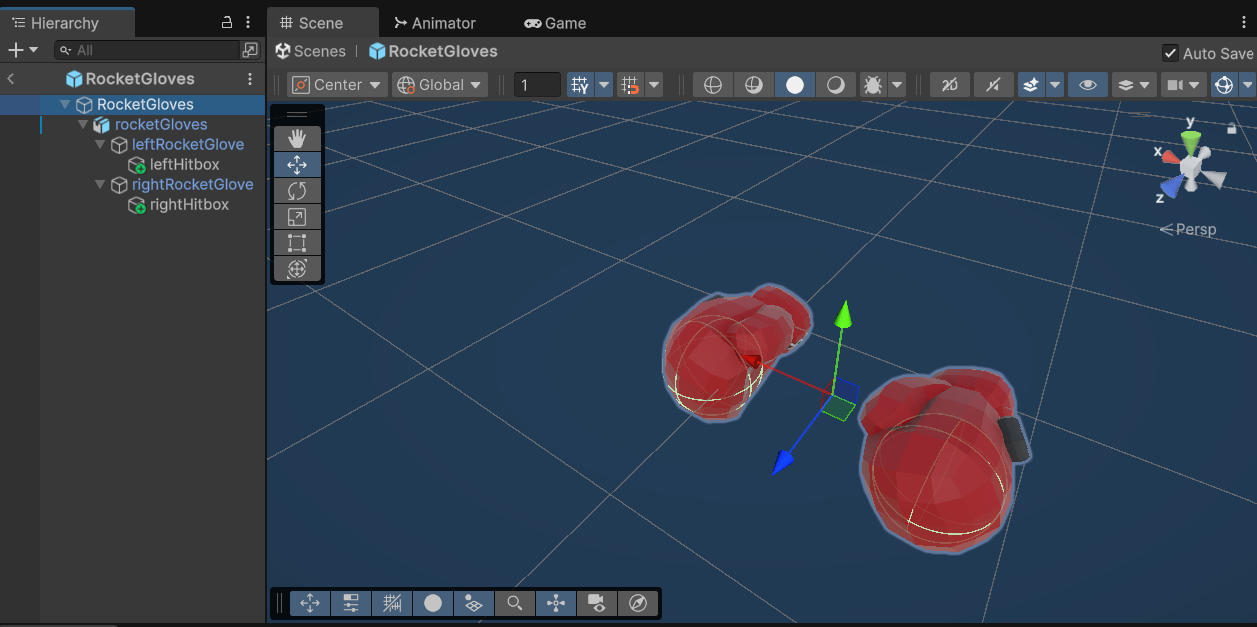 Hierarchy
Scene
Animator
Game
All
Scenes
RocketGloves
Auto Save
RocketGloves
Center
Global
1
2D
RocketGloves
rocketGloves
leftRocketGlove
leftHitbox
rightRocketGlove
rightHitbox
y
x
z
Persp